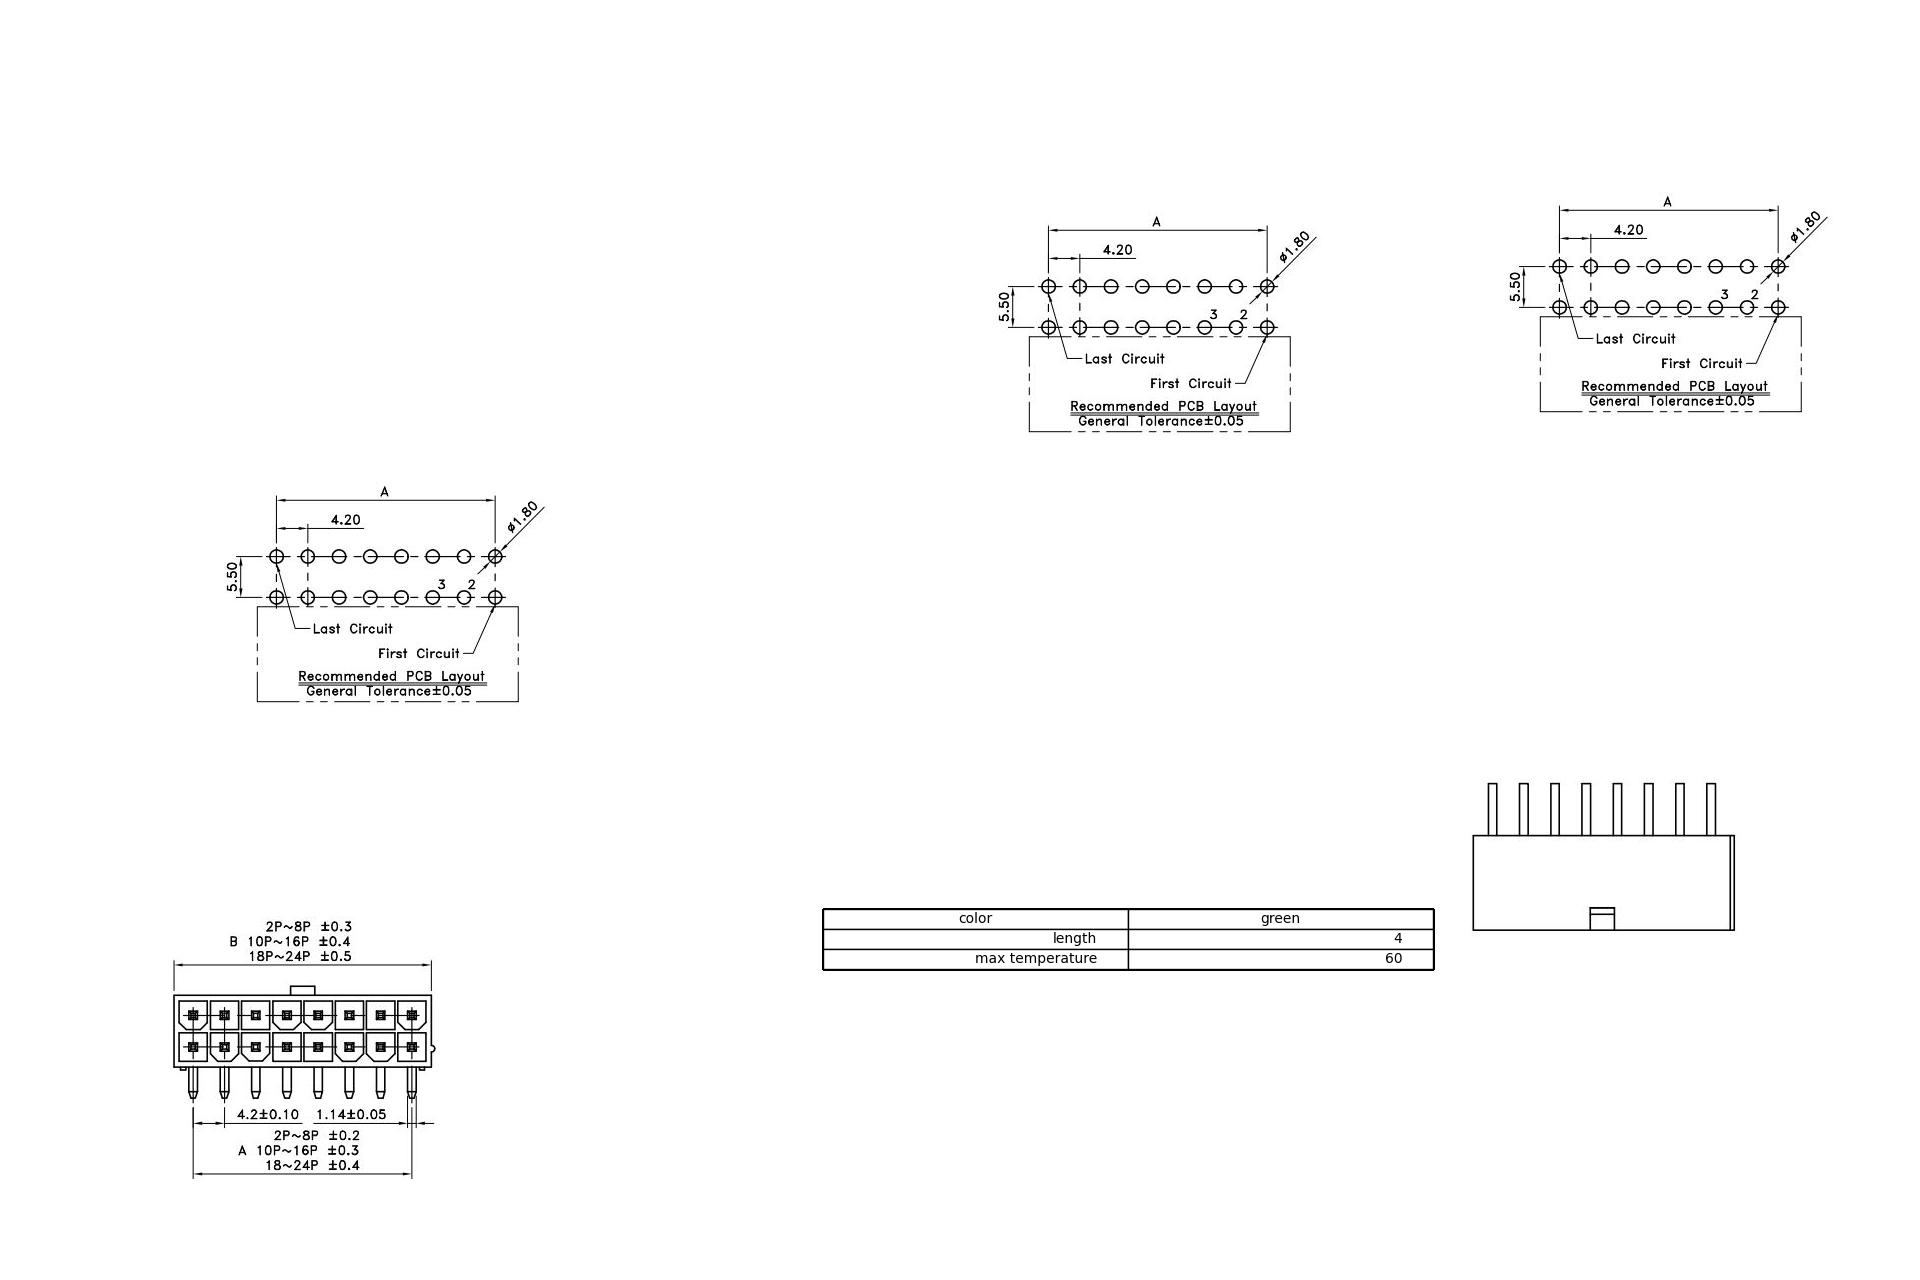 A
4.20
ø1.80
5.50
3 2
Last Circuit
First Circuit
Recommended PCB Layout
General Tolerance±0.05
A
4.20
ø1.80
5.50
3 2
Last Circuit
First Circuit
Recommended PCB Layout
General Tolerance±0.05
A
4.20
ø1.80
5.50
3 2
Last Circuit
First Circuit
Recommended PCB Layout
General Tolerance±0.05
2P~8P ±0.3
B 10P~16P ±0.4
18P~24P ±0.5
4.2±0.10 1.14±0.05
2P~8P ±0.2
A 10P~16P ±0.3
18~24P ±0.4
color green
length 4
max temperature 60